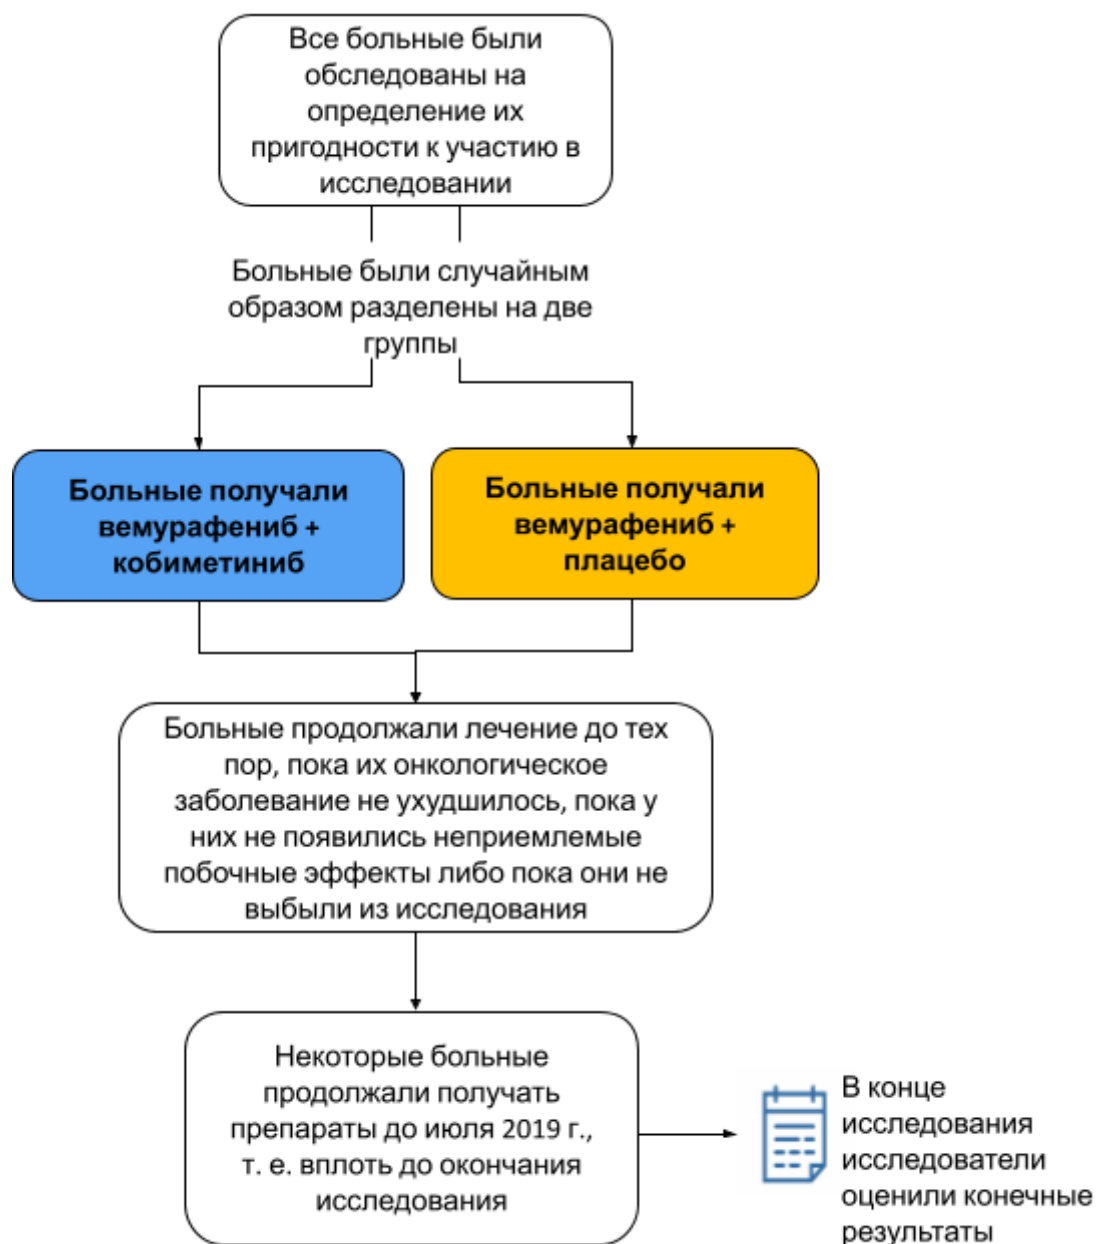 Все больные были
обследованы на
определение их
пригодности к участию в
исследовании
Больные были случайным
образом разделены на две
группы
Больные получали
вемурафениб +
кобиметиниб
Больные получали
вемурафениб +
плацебо
Больные продолжали лечение до тех
пор, пока их онкологическое
заболевание не ухудшилось, пока у
них не появились неприемлемые
побочные эффекты либо пока они не
выбыли из исследования
Некоторые больные
продолжали получать
препараты до июля 2019 г.,
т. е. вплоть до окончания
исследования
В конце
исследования
исследователи
оценили конечные
результаты